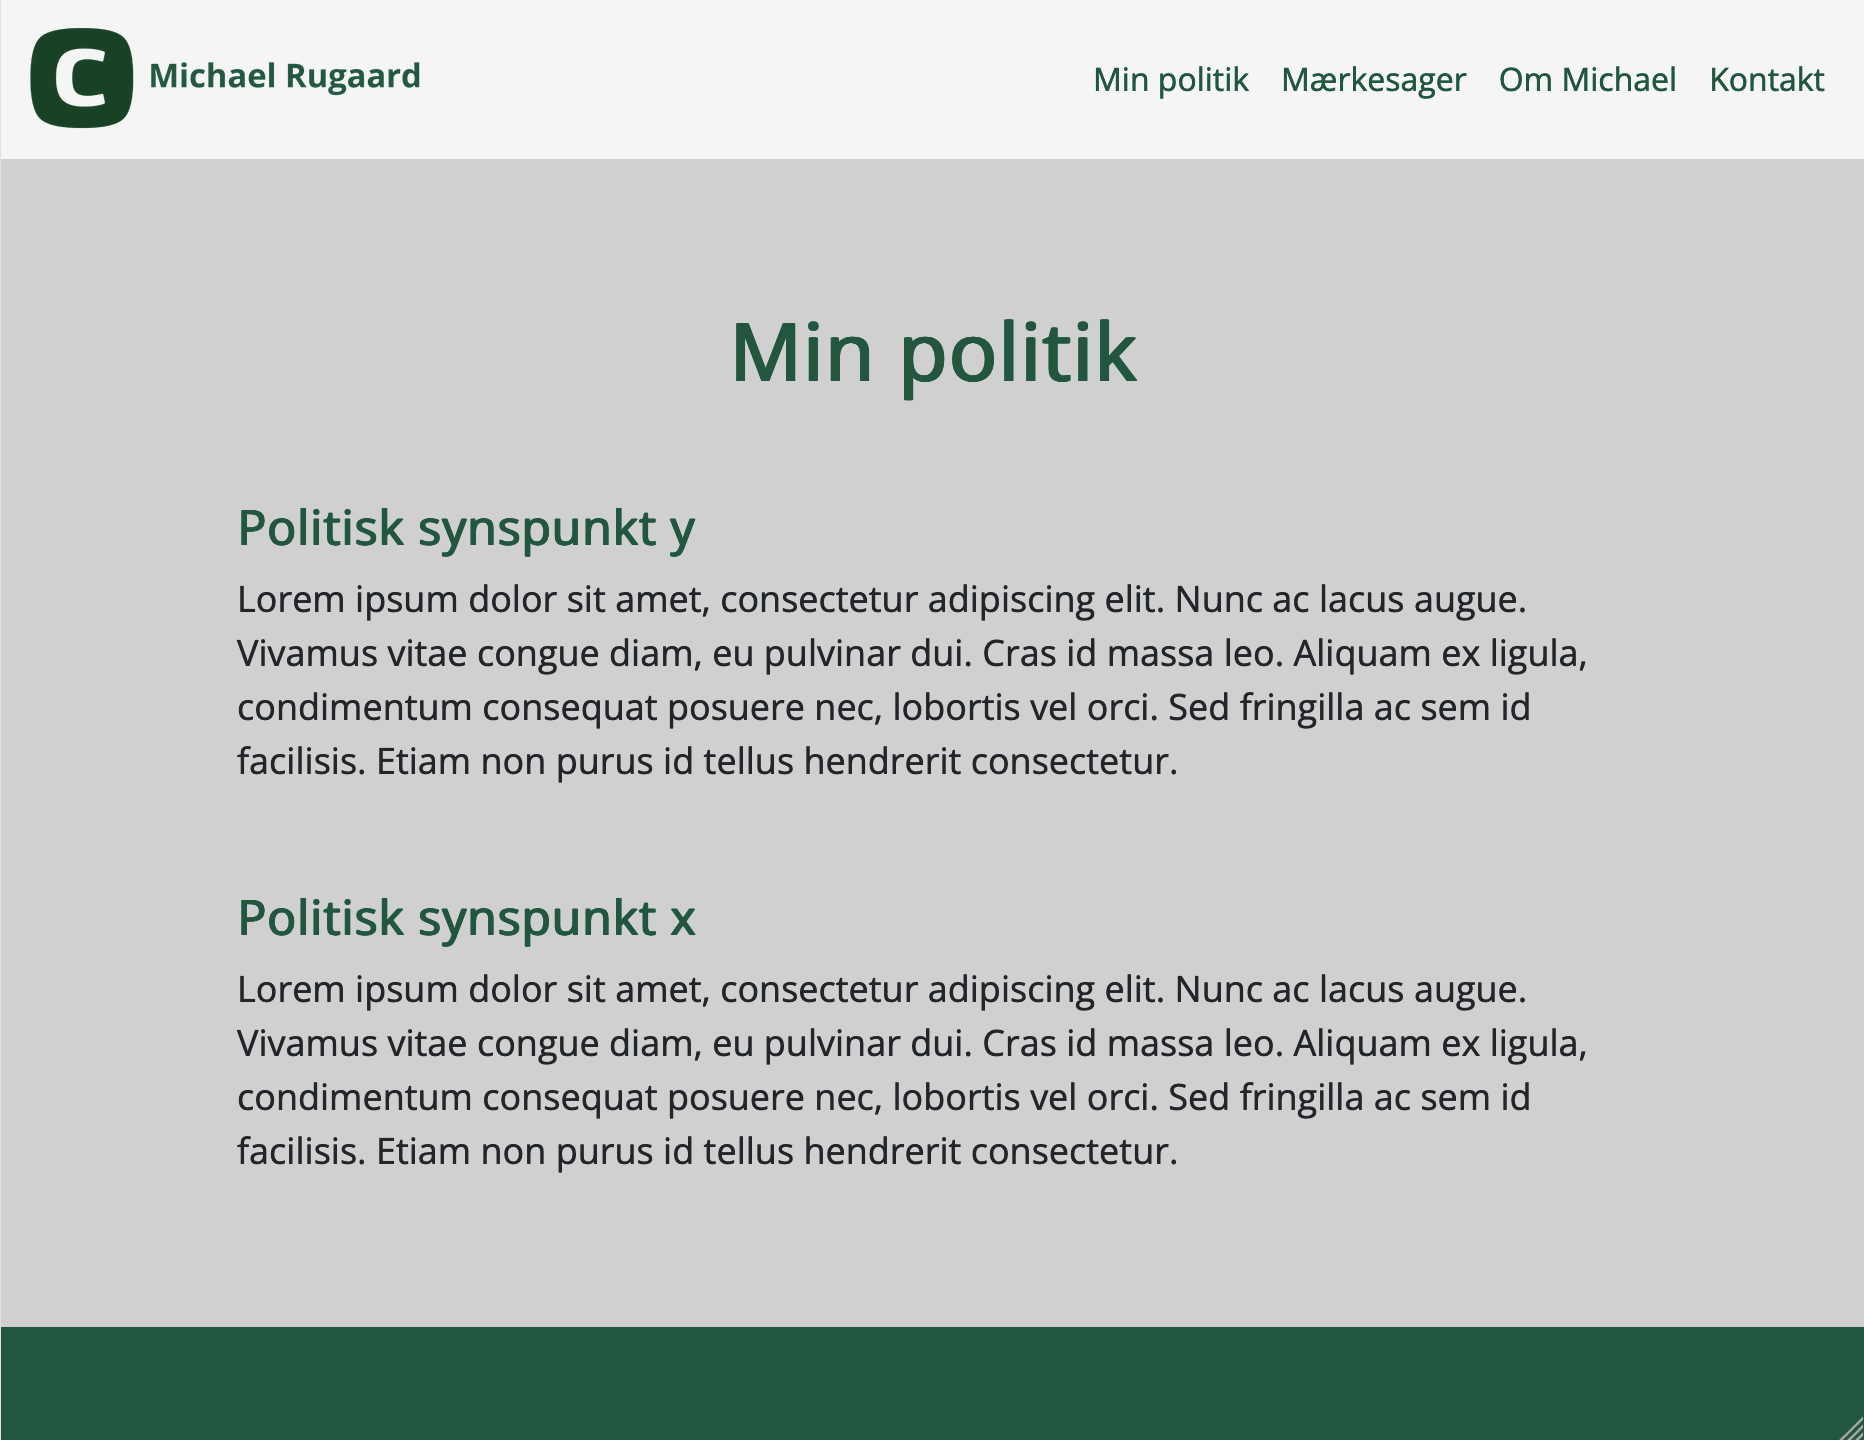 C Michael Rugaard
Min politik Mærkesager Om Michael Kontakt
Min politik
Politisk synspunkt y
Lorem ipsum dolor sit amet, consectetur adipiscing elit. Nunc ac lacus augue.
Vivamus vitae congue diam, eu pulvinar dui. Cras id massa leo. Aliquam ex ligula,
condimentum consequat posuere nec, lobortis vel orci. Sed fringilla ac sem id
facilisis. Etiam non purus id tellus hendrerit consectetur.
Politisk synspunkt x
Lorem ipsum dolor sit amet, consectetur adipiscing elit. Nunc ac lacus augue.
Vivamus vitae congue diam, eu pulvinar dui. Cras id massa leo. Aliquam ex ligula,
condimentum consequat posuere nec, lobortis vel orci. Sed fringilla ac sem id
facilisis. Etiam non purus id tellus hendrerit consectetur.